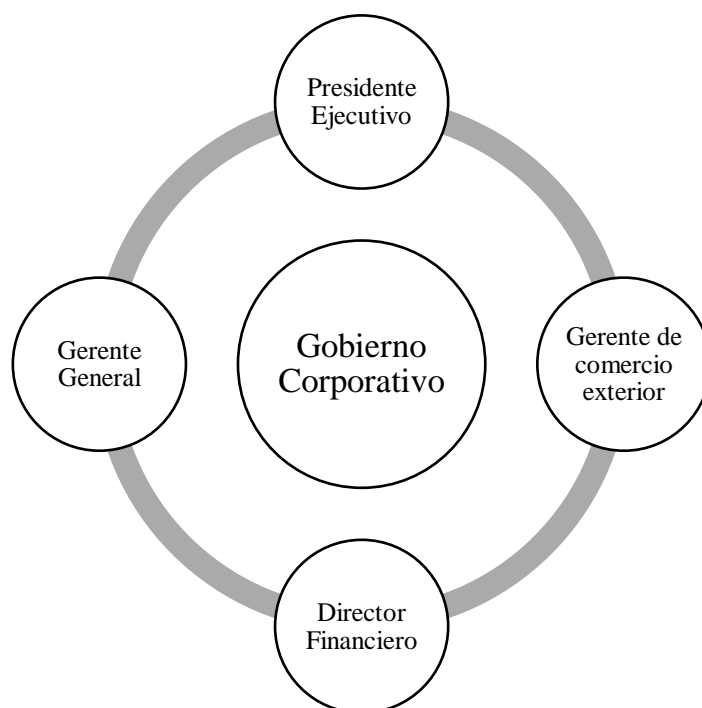 Presidente
Ejecutivo
Gerente
General
Gobierno
Corporativo
Gerente de
comercio
exterior
Director
Financiero